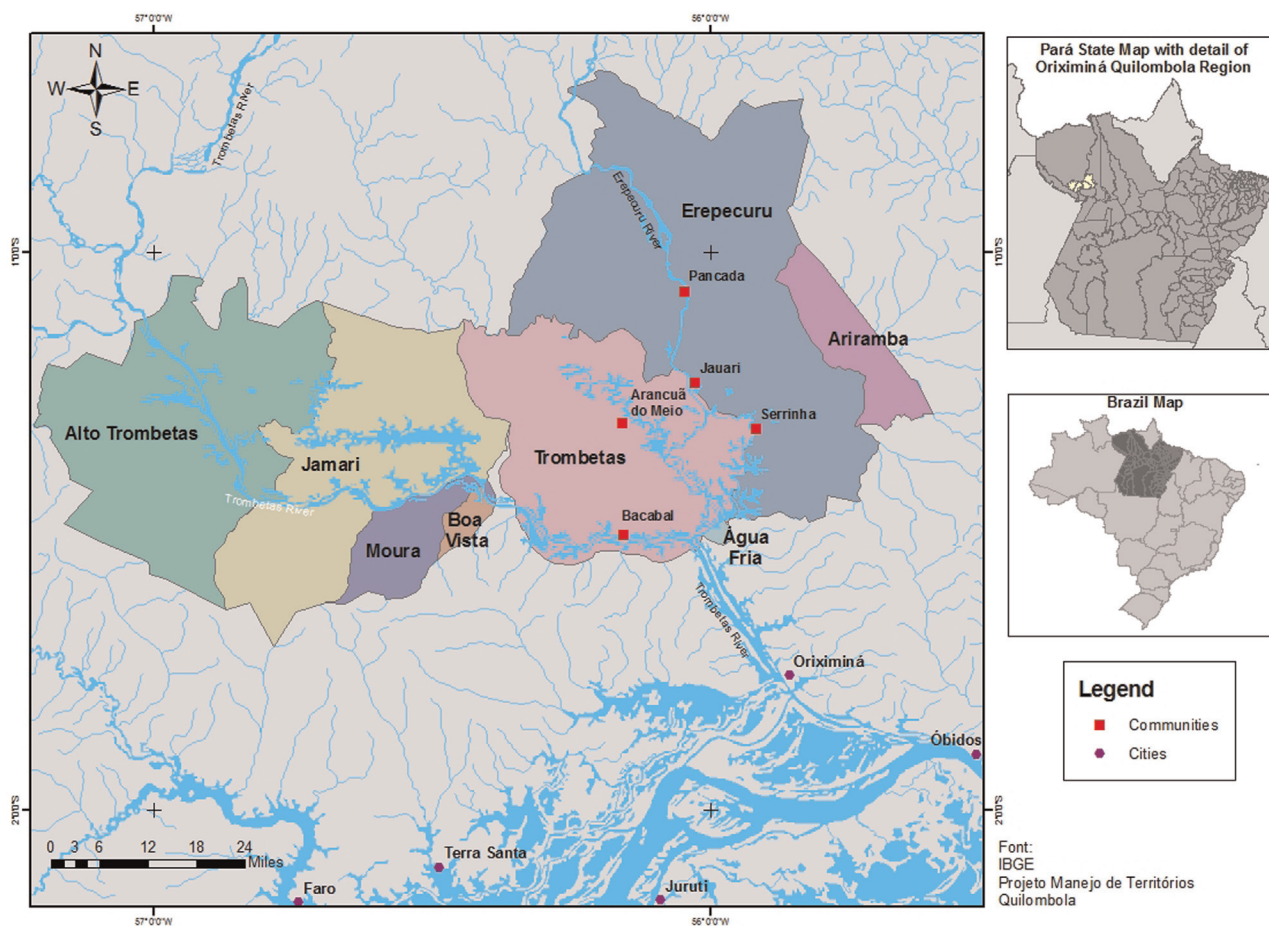 57°0'0"W
56°0'0"W
N
W
E
S
Trombetas River
Erepecuru River
Erepecuru
Pancada
1°0'0"S
1°0'0"S
Ariramba
Jauari
Arancuã
do Meio
Serrinha
Alto Trombetas
Jamari
Trombetas
Trombetas River
Boa
Vista
Moura
Bacabal
Àgua
Fria
Trombetas River
Oriximiná
Óbidos
2°0'0"S
2°0'0"S
0 3 6 12 18 24
Miles
Terra Santa
Faro
Juruti
57°0'0"W
56°0'0"W
Pará State Map with detail of
Oriximiná Quilombola Region
Brazil Map
Legend
Communities
Cities
Font:
IBGE
Projeto Manejo de Territórios
Quilombola